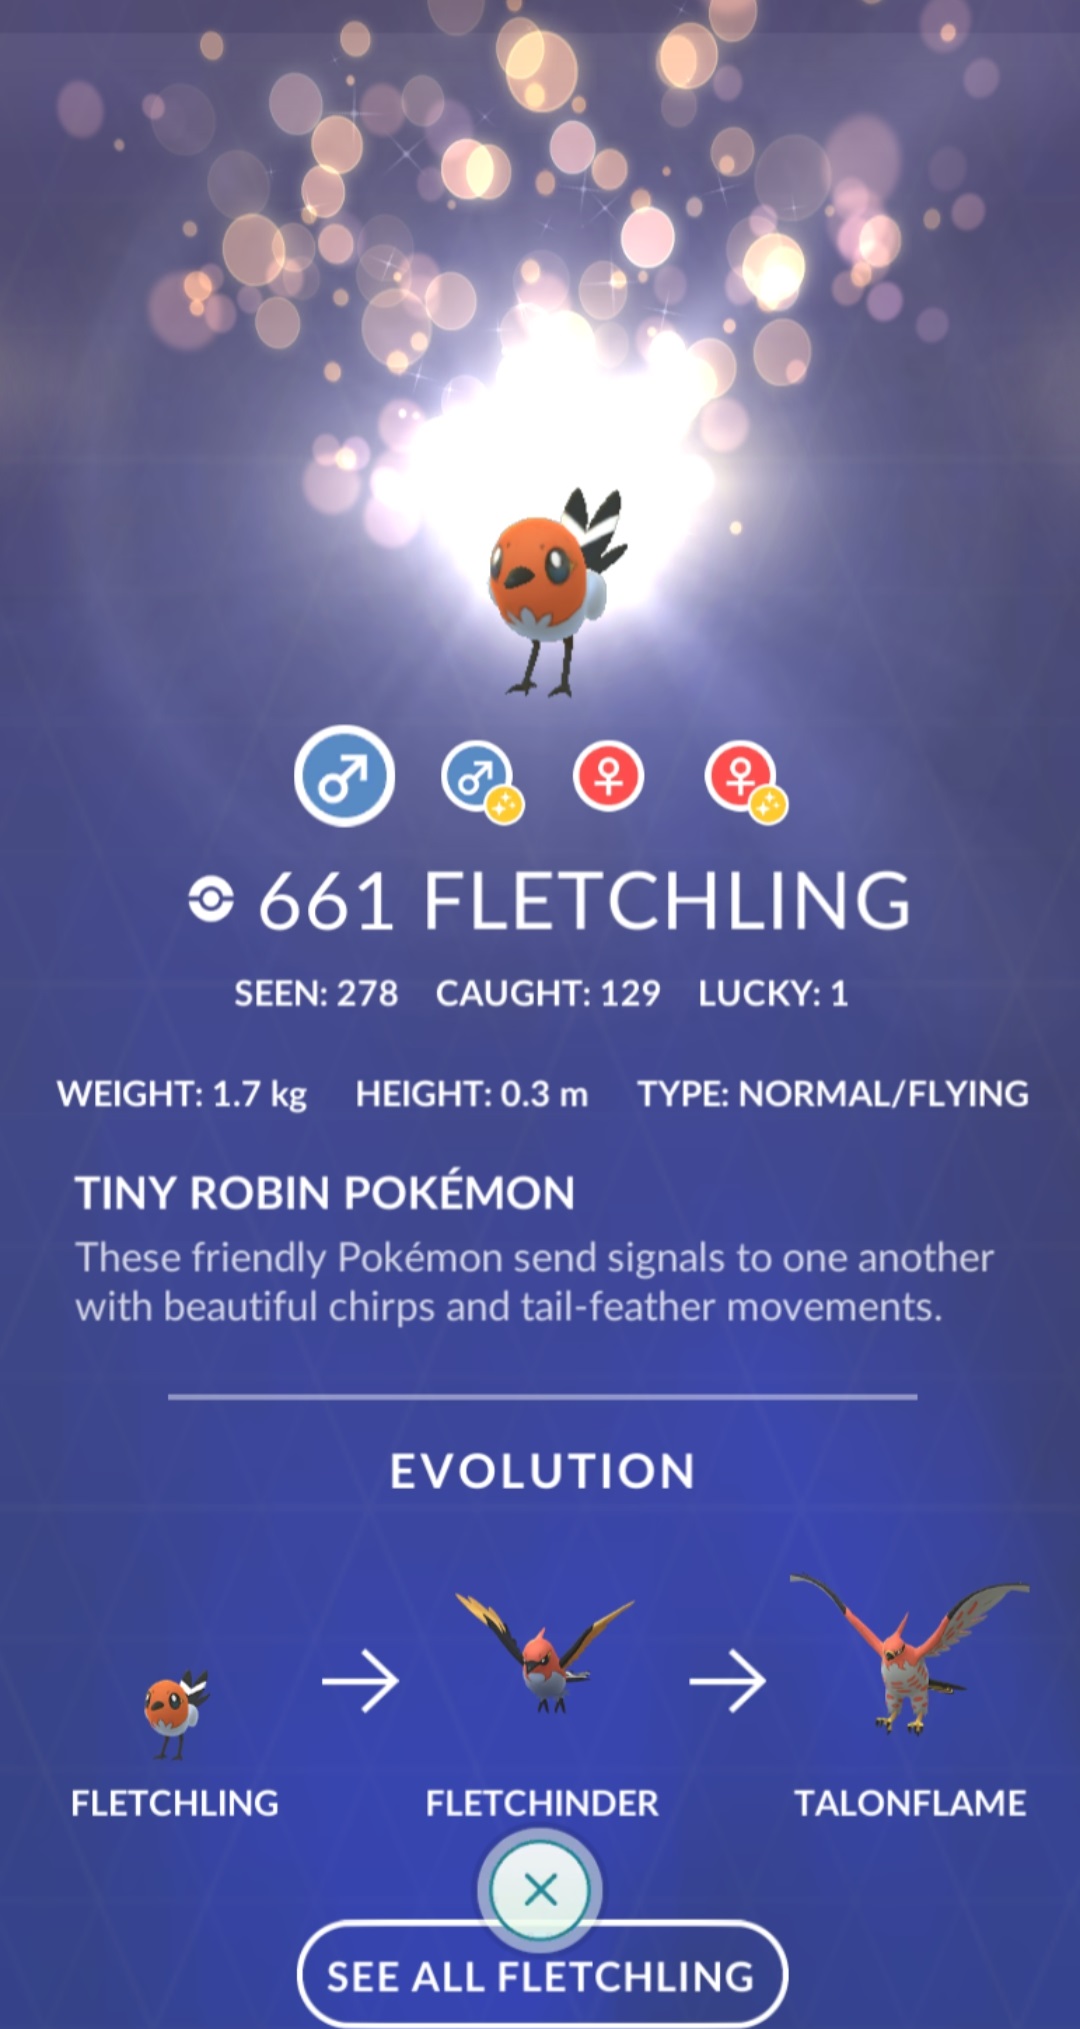 661 FLETCHLING
SEEN: 278 CAUGHT: 129 LUCKY: 1
WEIGHT: 1.7 kg HEIGHT: 0.3 m TYPE: NORMAL/FLYING
TINY ROBIN POKÉMON
These friendly Pokémon send signals to one another
with beautiful chirps and tail-feather movements.
EVOLUTION
FLETCHLING FLETCHINDER TALONFLAME
SEE ALL FLETCHLING